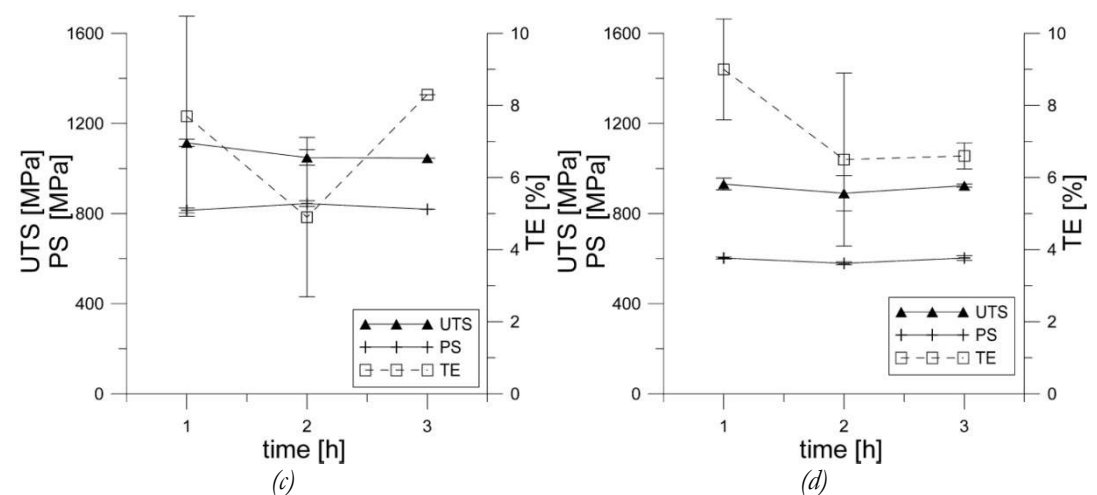 1600
1200
800
400
0
UTS [MPa]
PS [MPa]
10
8
6
4
2
0
TE [%]
UTS
PS
TE
1 2 3
time [h]
(c)
1600
1200
800
400
0
UTS [MPa]
PS [MPa]
10
8
6
4
2
0
TE [%]
UTS
PS
TE
1 2 3
time [h]
(d)